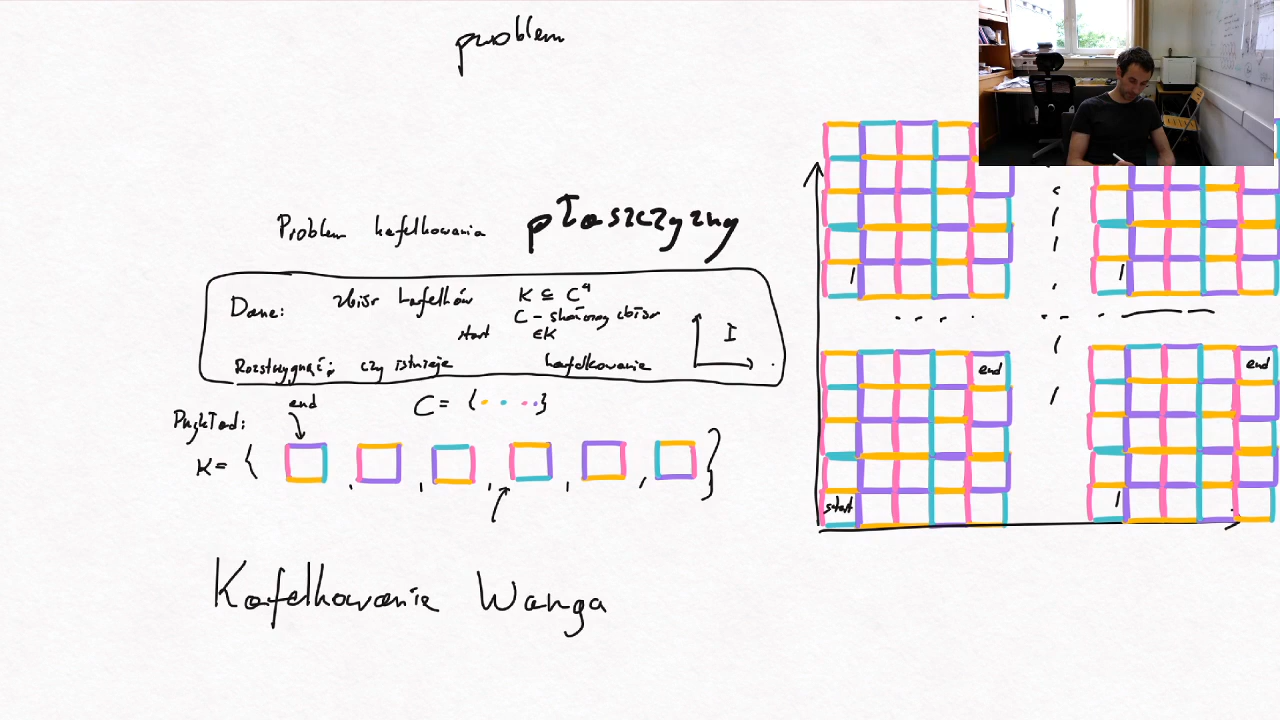 problem
Problem kafelkowania płaszczyzny
Dane: zbiór kafelków K ⊆ C⁴
C – skończony zbiór
start ∈ K
I
Rozstrzygnąć: czy istnieje kafelkowanie
end
C = { }
Przykład:
K = { , , , , , }
Kafelkowanie Wanga
end
end
start